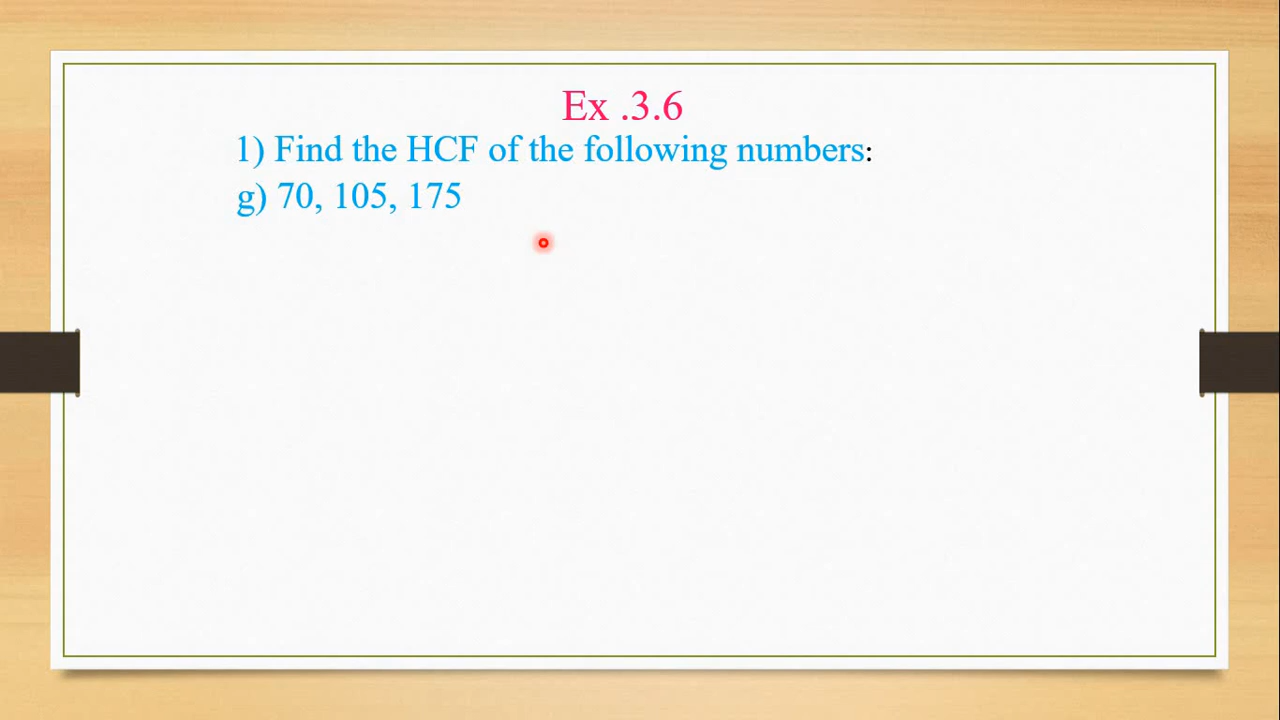 Ex .3.6
1) Find the HCF of the following numbers:
g) 70, 105, 175